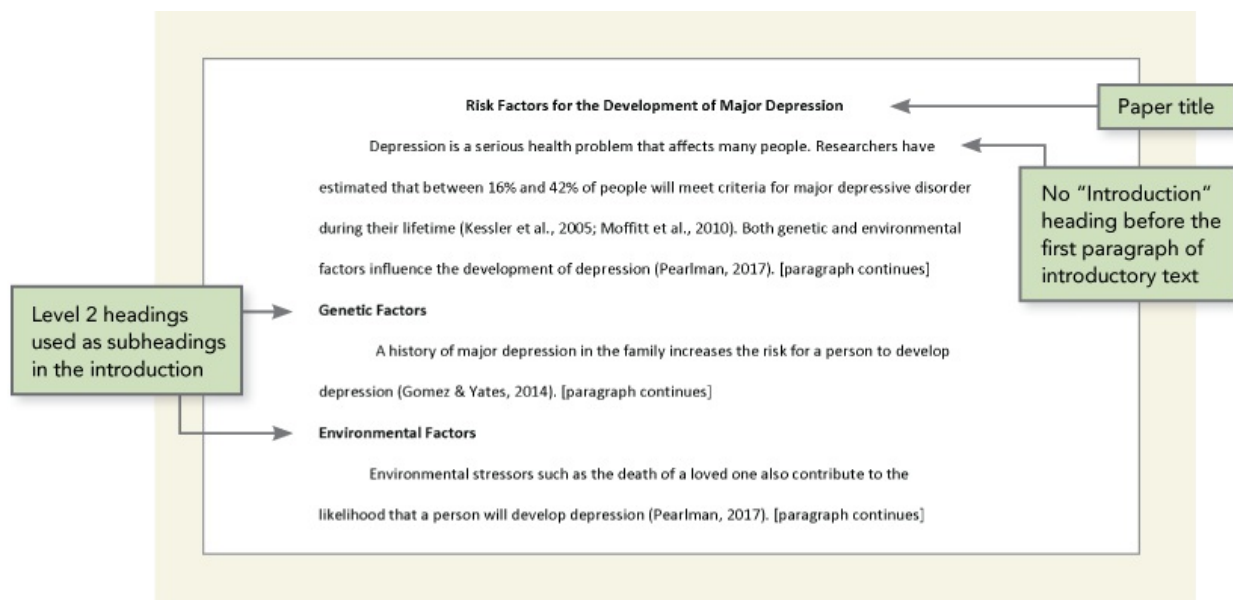 Risk Factors for the Development of Major Depression
Paper title
Depression is a serious health problem that affects many people. Researchers have
estimated that between 16% and 42% of people will meet criteria for major depressive disorder
during their lifetime (Kessler et al., 2005; Moffitt et al., 2010). Both genetic and environmental
factors influence the development of depression (Pearlman, 2017). [paragraph continues]
No “Introduction“
heading before the
first paragraph of
introductory text
Level 2 headings
used as subheadings
in the introduction
Genetic Factors
A history of major depression in the family increases the risk for a person to develop
depression (Gomez & Yates, 2014). [paragraph continues]
Environmental Factors
Environmental stressors such as the death of a loved one also contribute to the
likelihood that a person will develop depression (Pearlman, 2017). [paragraph continues]